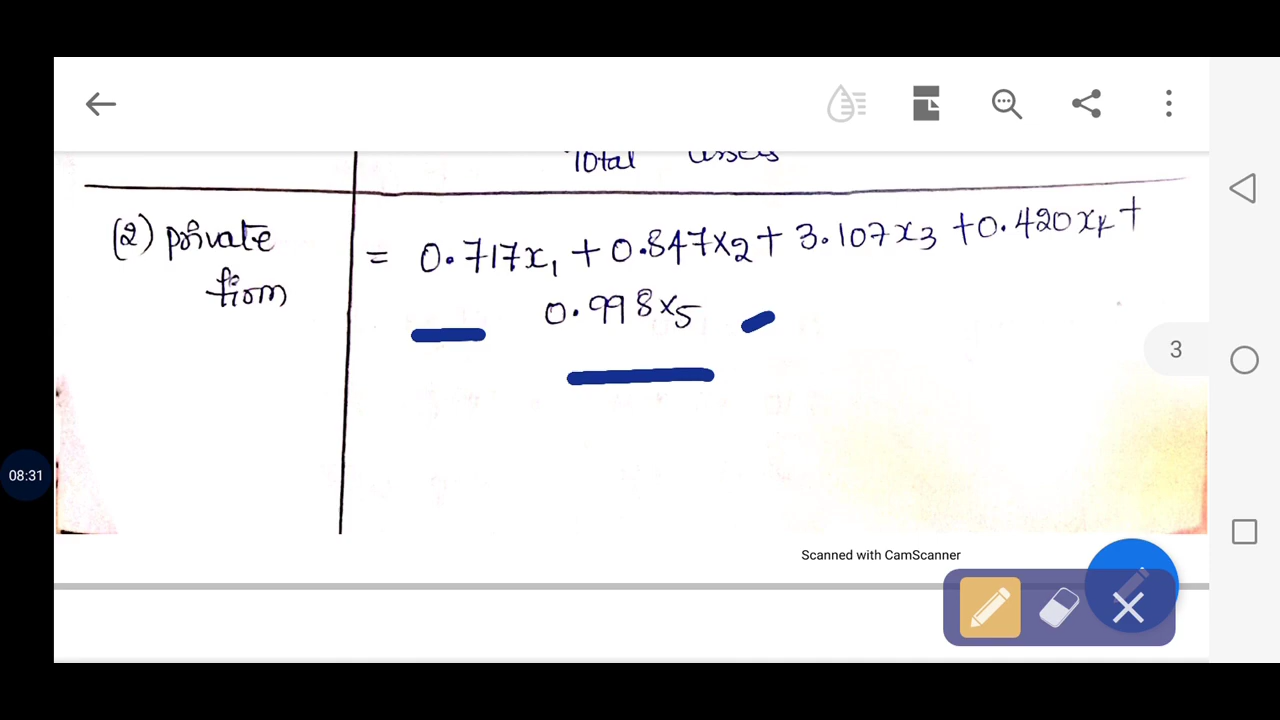 Total assets
(2) private = 0.717x1 + 0.847x2 + 3.107x3 + 0.420x4 +
firm 0.998x5
3
08:31
Scanned with CamScanner